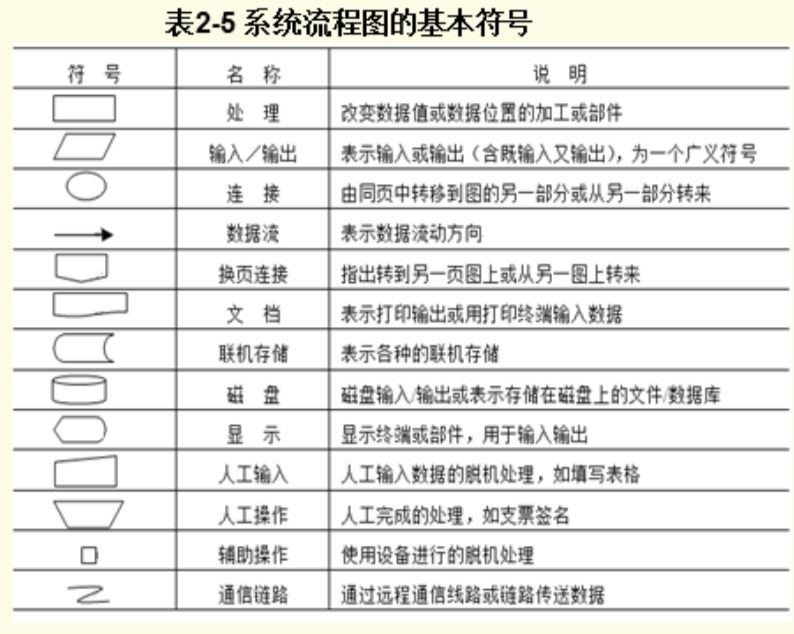 表2-5 系统流程图的基本符号
符 号 名 称 说 明
处 理 改变数据值或数据位置的加工或部件
输入／输出 表示输入或输出（含既输入又输出），为一个广义符号
连 接 由同页中转移到图的另一部分或从另一部分转来
数据流 表示数据流动方向
换页连接 指出转到另一页图上或从另一图上转来
文 档 表示打印输出或用打印终端输入数据
联机存储 表示各种的联机存储
磁 盘 磁盘输入/输出或表示存储在磁盘上的文件/数据库
显 示 显示终端或部件，用于输入输出
人工输入 人工输入数据的脱机处理，如填写表格
人工操作 人工完成的处理，如支票签名
辅助操作 使用设备进行的脱机处理
通信链路 通过远程通信线路或链路传送数据